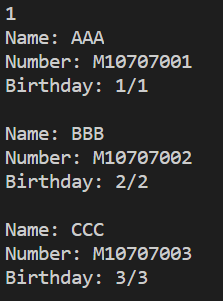 1
Name: AAA
Number: M10707001
Birthday: 1/1

Name: BBB
Number: M10707002
Birthday: 2/2

Name: CCC
Number: M10707003
Birthday: 3/3